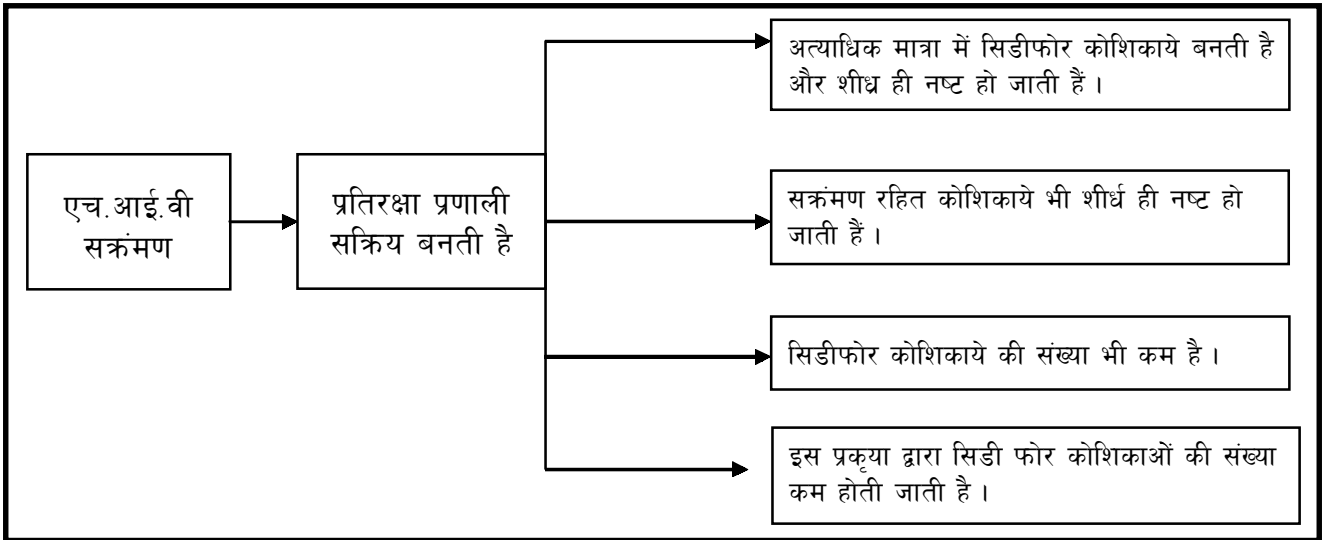 एच.आई.वी
सक्रंमण
प्रतिरक्षा प्रणाली
सक्रिय बनती है
अत्याधिक मात्रा में सिडीफोर कोशिकाये बनती है
और शीध्र ही नष्ट हो जाती हैं ।
सक्रंमण रहित कोशिकाये भी शीर्ध ही नष्ट हो
जाती हैं ।
सिडीफोर कोशिकाये की संख्या भी कम है ।
इस प्रकृया द्वारा सिडी फोर कोशिकाओं की संख्या
कम होती जाती है ।